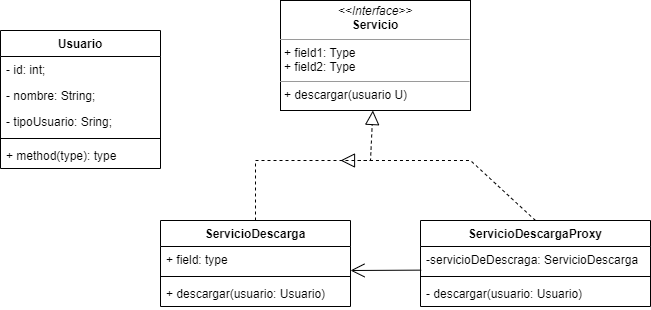 <<Interface>>
Servicio
+ field1: Type
+ field2: Type
+ descargar(usuario U)
Usuario
- id: int;
- nombre: String;
- tipoUsuario: Sring;
+ method(type): type
ServicioDescarga
+ field: type
+ descargar(usuario: Usuario)
ServicioDescargaProxy
-servicioDeDescraga: ServicioDescarga
- descargar(usuario: Usuario)